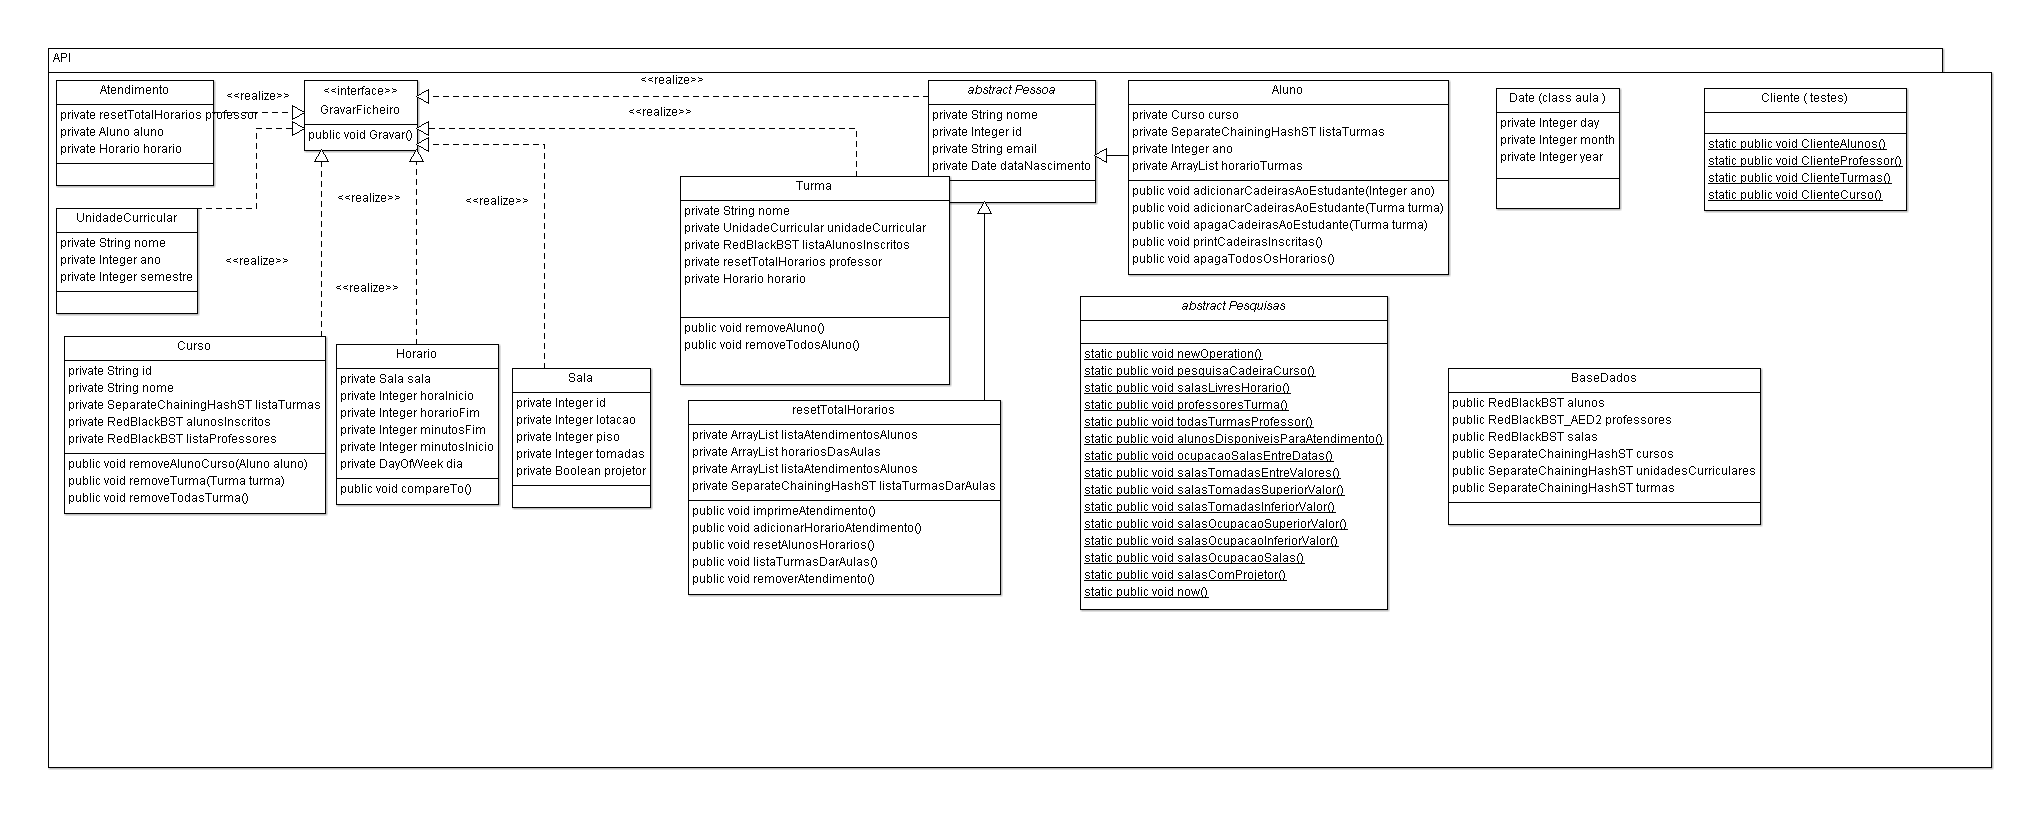 API
Atendimento
private resetTotalHorarios professor
private Aluno aluno
private Horario horario
<<realize>>
<<interface>>
GravarFicheiro
public void Gravar()
<<realize>>
<<realize>>
abstract Pessoa
private String nome
private Integer id
private String email
private Date dataNascimento
Aluno
private Curso curso
private SeparateChainingHashST listaTurmas
private Integer ano
private ArrayList horarioTurmas
public void adicionarCadeirasAoEstudante(Integer ano)
public void adicionarCadeirasAoEstudante(Turma turma)
public void apagaCadeirasAoEstudante(Turma turma)
public void printCadeirasInscritas()
public void apagaTodosOsHorarios()
Date (class aula )
private Integer day
private Integer month
private Integer year
Cliente ( testes)
static public void ClienteAlunos()
static public void ClienteProfessor()
static public void ClienteTurmas()
static public void ClienteCurso()
UnidadeCurricular
private String nome
private Integer ano
private Integer semestre
<<realize>>
<<realize>>
<<realize>>
<<realize>>
Turma
private String nome
private UnidadeCurricular unidadeCurricular
private RedBlackBST listaAlunosInscritos
private resetTotalHorarios professor
private Horario horario
public void removeAluno()
public void removeTodosAluno()
Curso
private String id
private String nome
private SeparateChainingHashST listaTurmas
private RedBlackBST alunosInscritos
private RedBlackBST listaProfessores
public void removeAlunoCurso(Aluno aluno)
public void removeTurma(Turma turma)
public void removeTodasTurma()
Horario
private Sala sala
private Integer horaInicio
private Integer horarioFim
private Integer minutosFim
private Integer minutosInicio
private DayOfWeek dia
public void compareTo()
Sala
private Integer id
private Integer lotacao
private Integer piso
private Integer tomadas
private Boolean projetor
resetTotalHorarios
private ArrayList listaAtendimentosAlunos
private ArrayList horariosDasAulas
private ArrayList listaAtendimentosAlunos
private SeparateChainingHashST listaTurmasDarAulas
public void imprimeAtendimento()
public void adicionarHorarioAtendimento()
public void resetAlunosHorarios()
public void listaTurmasDarAulas()
public void removerAtendimento()
abstract Pesquisas
static public void newOperation()
static public void pesquisaCadeiraCurso()
static public void salasLivresHorario()
static public void professoresTurma()
static public void todasTurmasProfessor()
static public void alunosDisponiveisParaAtendimento()
static public void ocupacaoSalasEntreDatas()
static public void salasTomadasEntreValores()
static public void salasTomadasSuperiorValor()
static public void salasTomadasInferiorValor()
static public void salasOcupacaoSuperiorValor()
static public void salasOcupacaoInferiorValor()
static public void salasOcupacaoSalas()
static public void salasComProjetor()
static public void now()
BaseDados
public RedBlackBST alunos
public RedBlackBST_AED2 professores
public RedBlackBST salas
public SeparateChainingHashST cursos
public SeparateChainingHashST unidadesCurriculares
public SeparateChainingHashST turmas